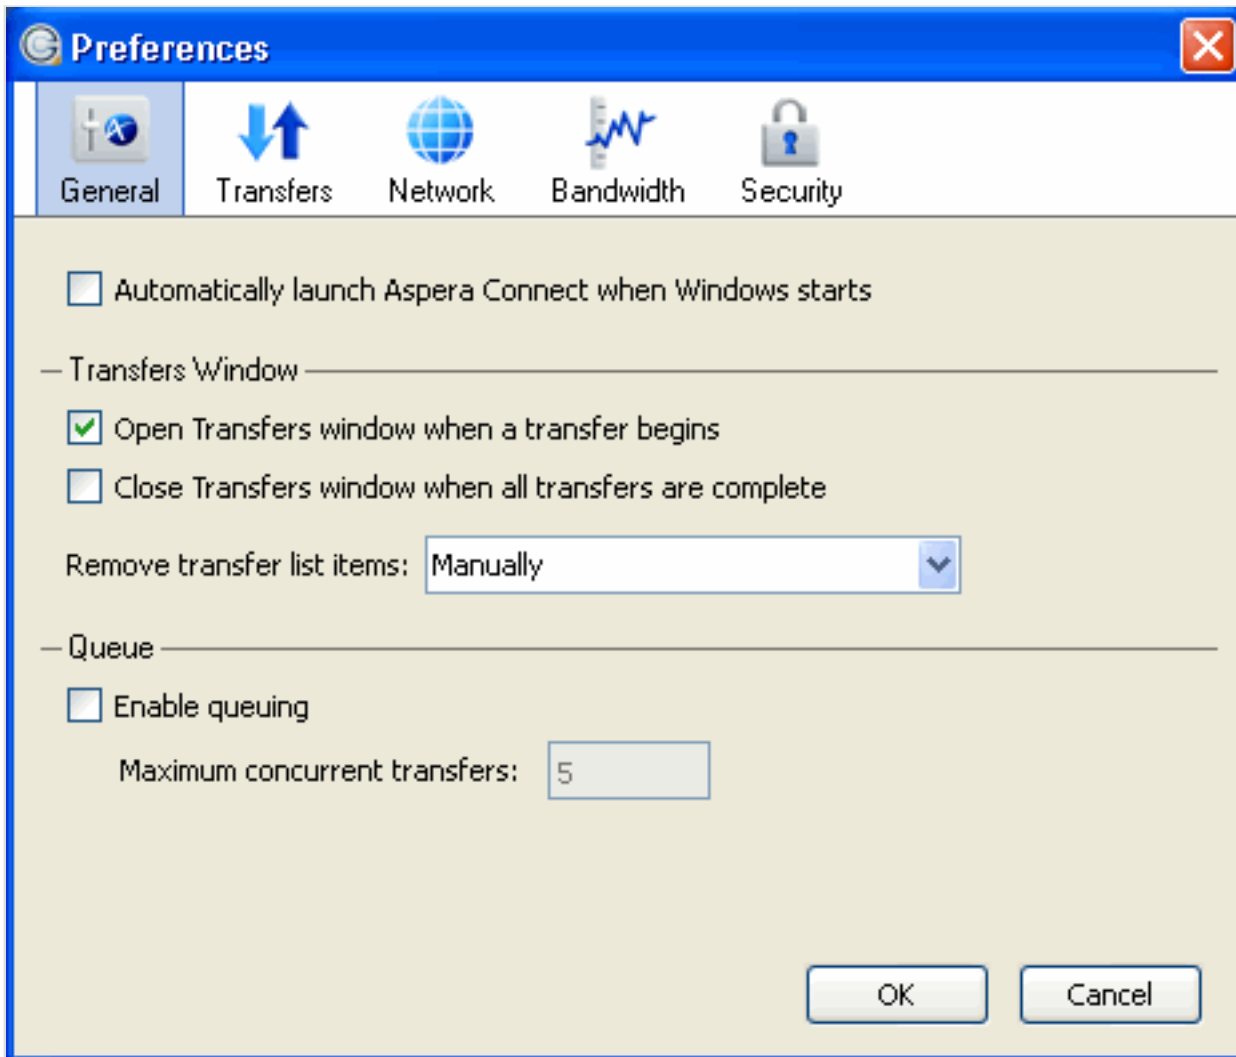 Preferences
General Transfers Network Bandwidth Security
Automatically launch Aspera Connect when Windows starts
Transfers Window
Open Transfers window when a transfer begins
Close Transfers window when all transfers are complete
Remove transfer list items: Manually
Queue
Enable queuing
Maximum concurrent transfers: 5
OK Cancel